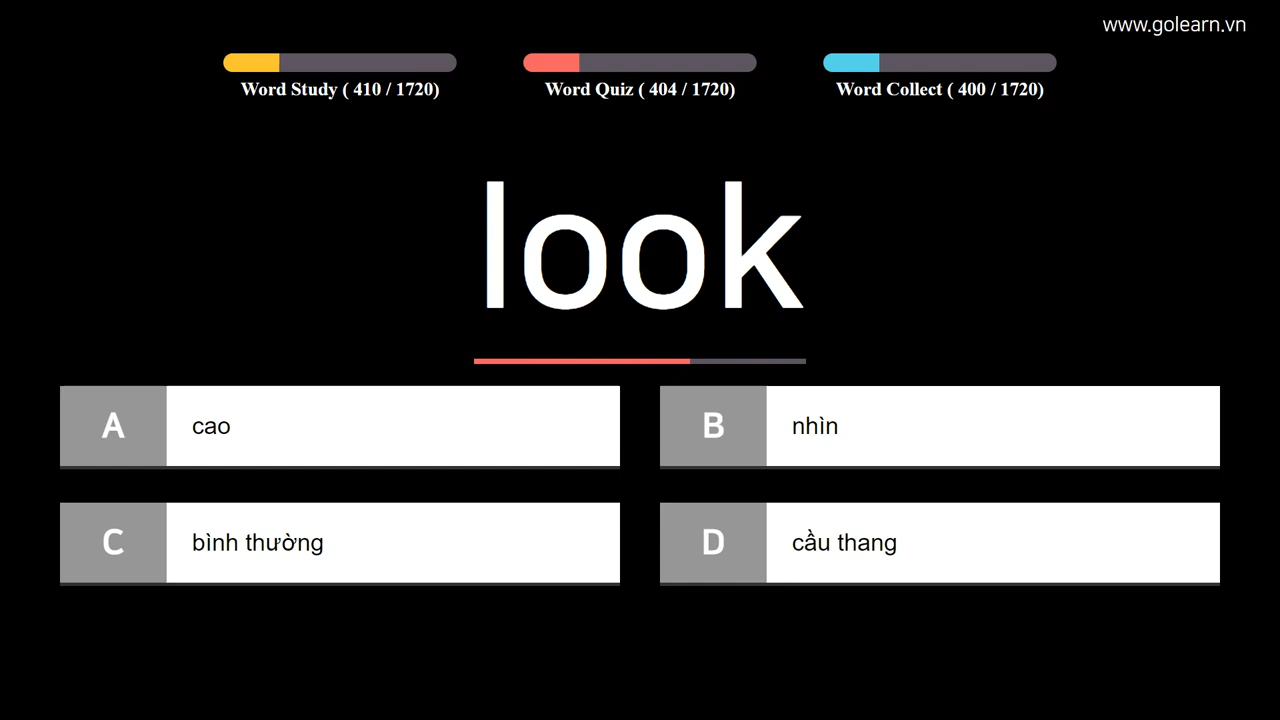 www.golearn.vn
Word Study ( 410 / 1720)
Word Quiz ( 404 / 1720)
Word Collect ( 400 / 1720)
look
A cao
B nhìn
C bình thường
D cầu thang